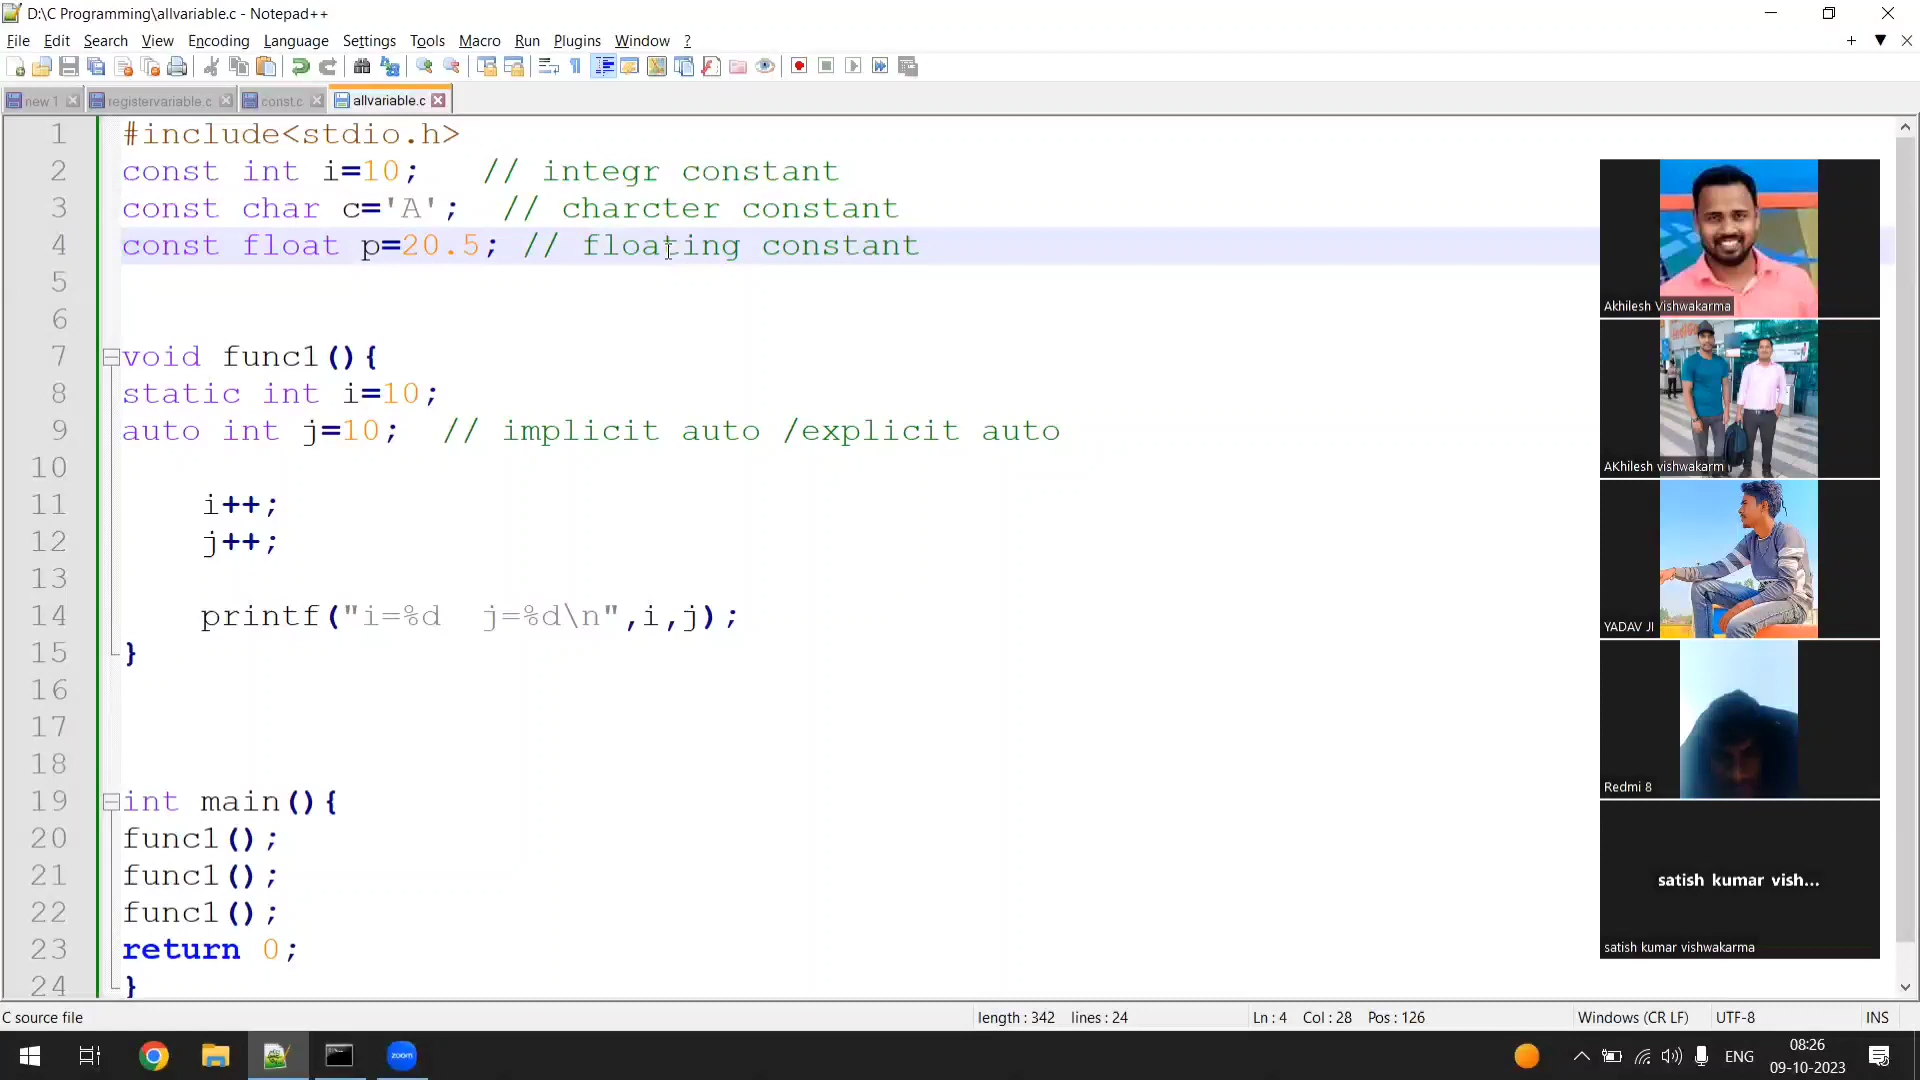 D:\C Programming\allvariable.c - Notepad++
File Edit Search View Encoding Language Settings Tools Macro Run Plugins Window ?
new 1 registervariable.c const.c allvariable.c
1 #include<stdio.h>
2 const int i=10; // integr constant
3 const char c='A'; // charcter constant
4 const float p=20.5; // floating constant
5
6
7 void func1(){
8 static int i=10;
9 auto int j=10; // implicit auto /explicit auto
10
11 i++;
12 j++;
13
14 printf("i=%d j=%d\n",i,j);
15 }
16
17
18
19 int main(){
20 func1();
21 func1();
22 func1();
23 return 0;
24 }
Akhilesh Vishwakarma
AKhilesh vishwakarm
YADAV JI
Redmi 8
satish kumar vish...
satish kumar vishwakarma
C source file length : 342 lines : 24 Ln : 4 Col : 28 Pos : 126 Windows (CR LF) UTF-8 INS
zoom
ENG
08:26
09-10-2023